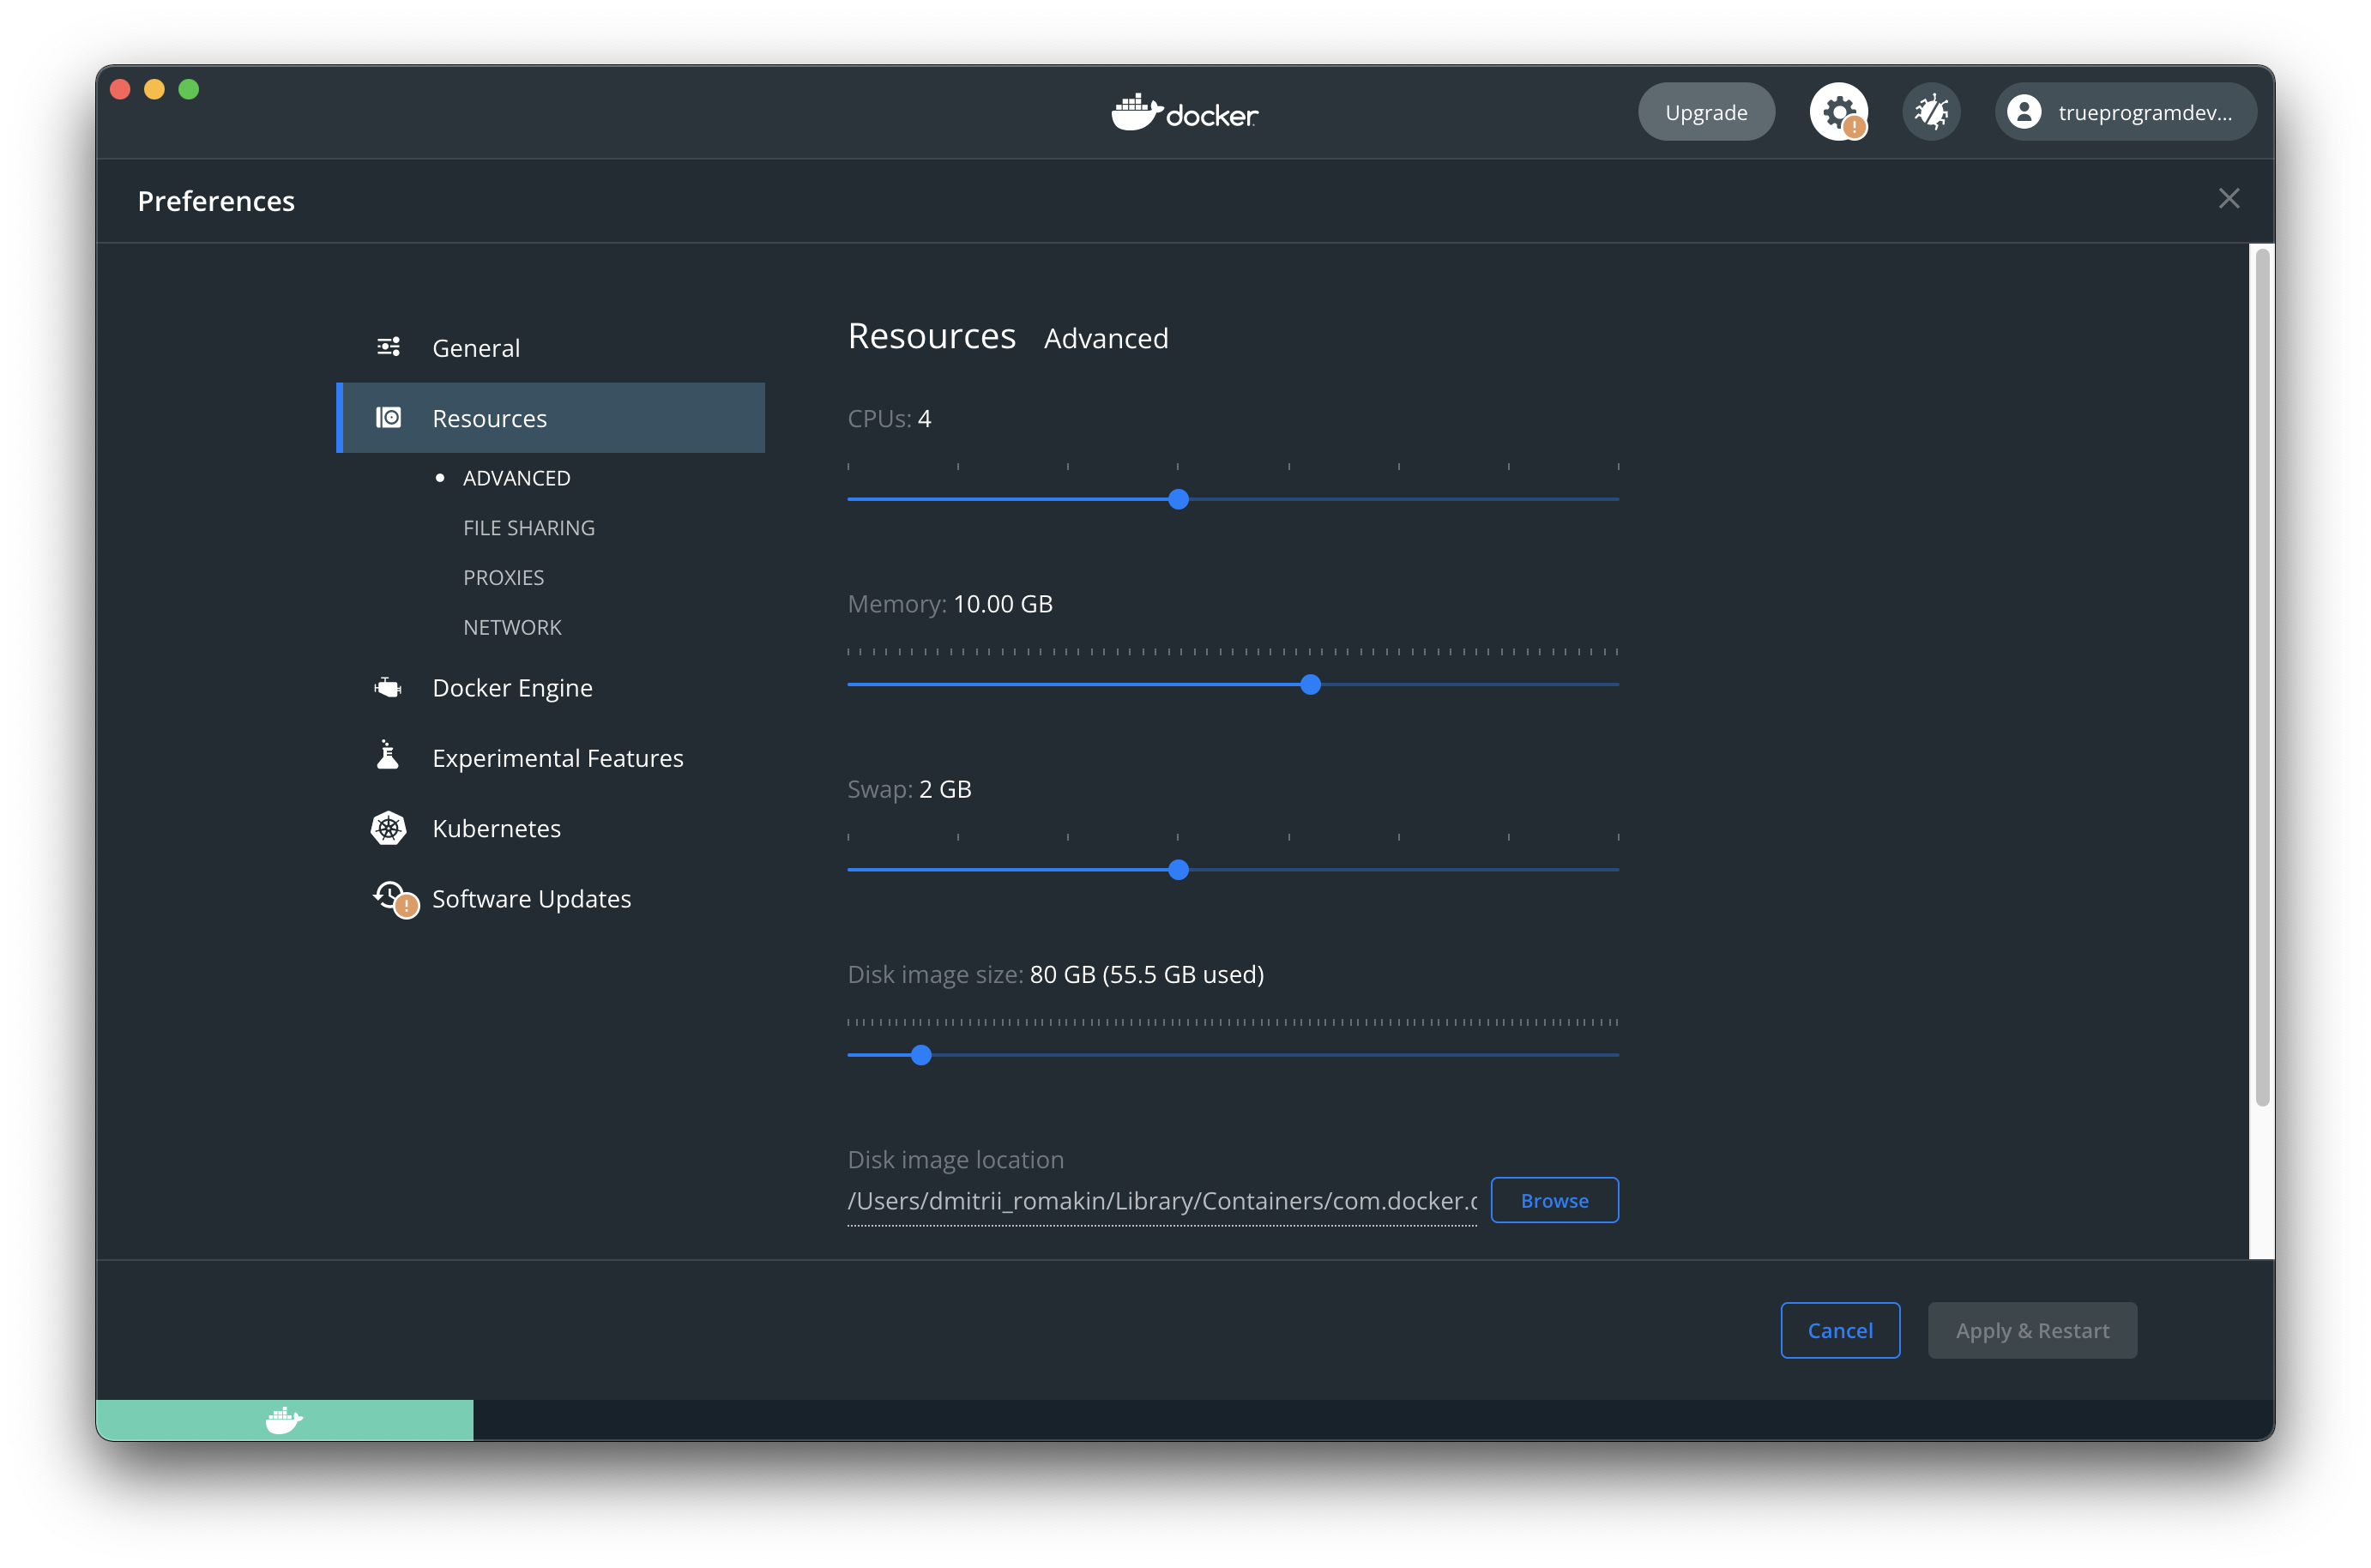 docker
Upgrade
trueprogramdev...
Preferences
General
Resources
ADVANCED
FILE SHARING
PROXIES
NETWORK
Docker Engine
Experimental Features
Kubernetes
Software Updates
Resources Advanced
CPUs: 4
Memory: 10.00 GB
Swap: 2 GB
Disk image size: 80 GB (55.5 GB used)
Disk image location
/Users/dmitrii_romakin/Library/Containers/com.docker.
Browse
Cancel
Apply & Restart